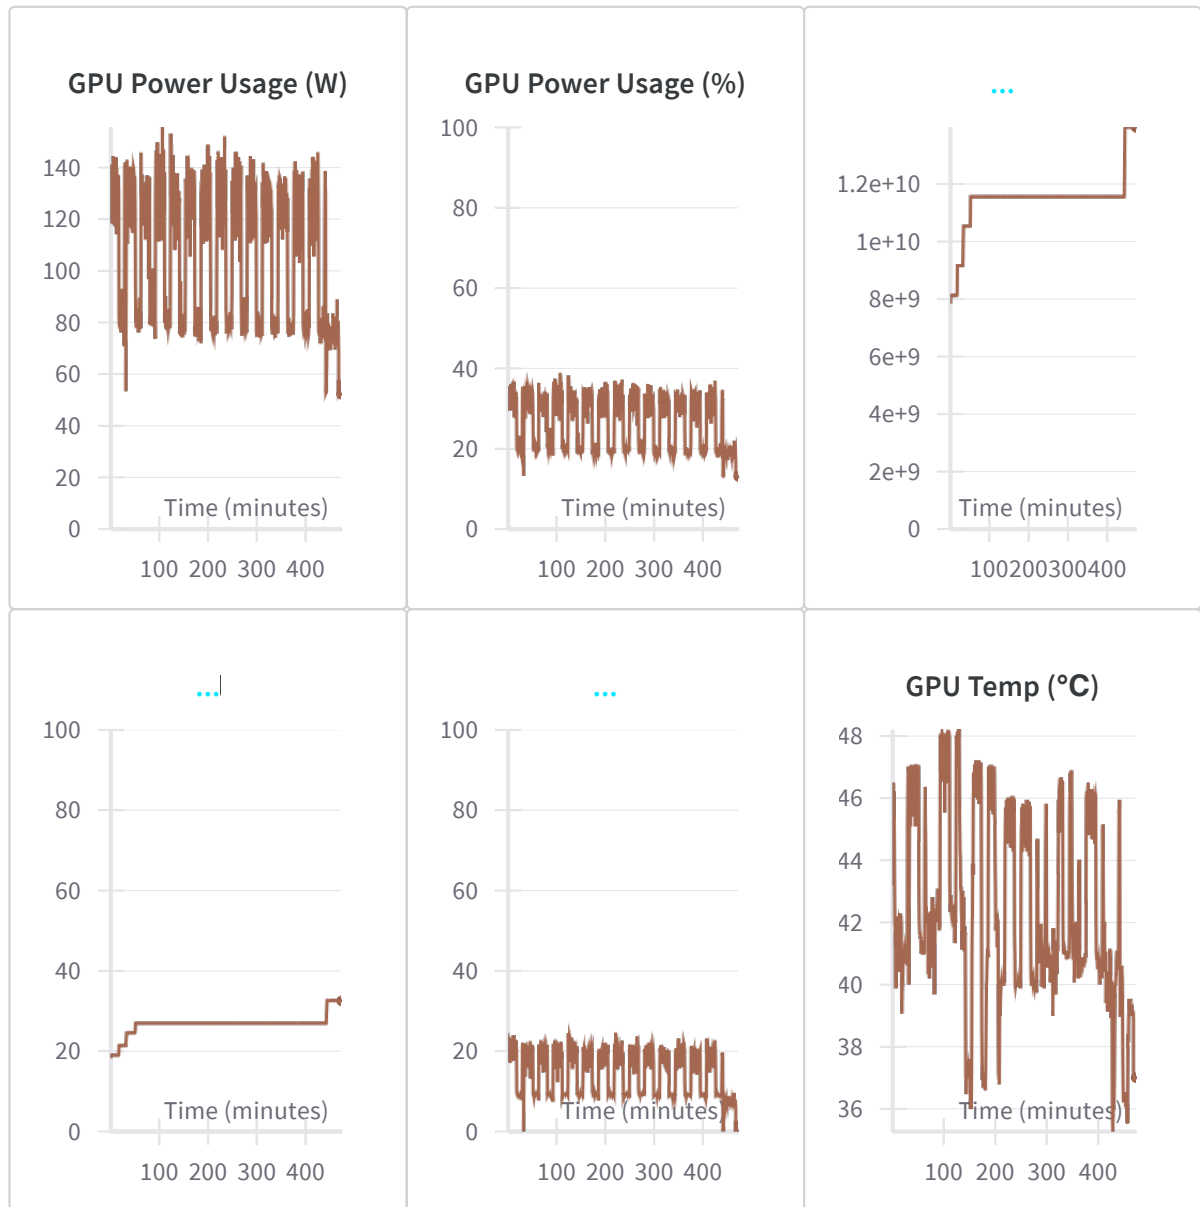 GPU Power Usage (W)
140
120
100
80
60
40
20
0
Time (minutes)
100 200 300 400
GPU Power Usage (%)
100
80
60
40
20
0
Time (minutes)
100 200 300 400
...
1.2e+10
1e+10
8e+9
6e+9
4e+9
2e+9
0
Time (minutes)
100200300400
...
100
80
60
40
20
0
Time (minutes)
100 200 300 400
...
100
80
60
40
20
0
Time (minutes)
100 200 300 400
GPU Temp (°C)
48
46
44
42
40
38
36
Time (minutes)
100 200 300 400